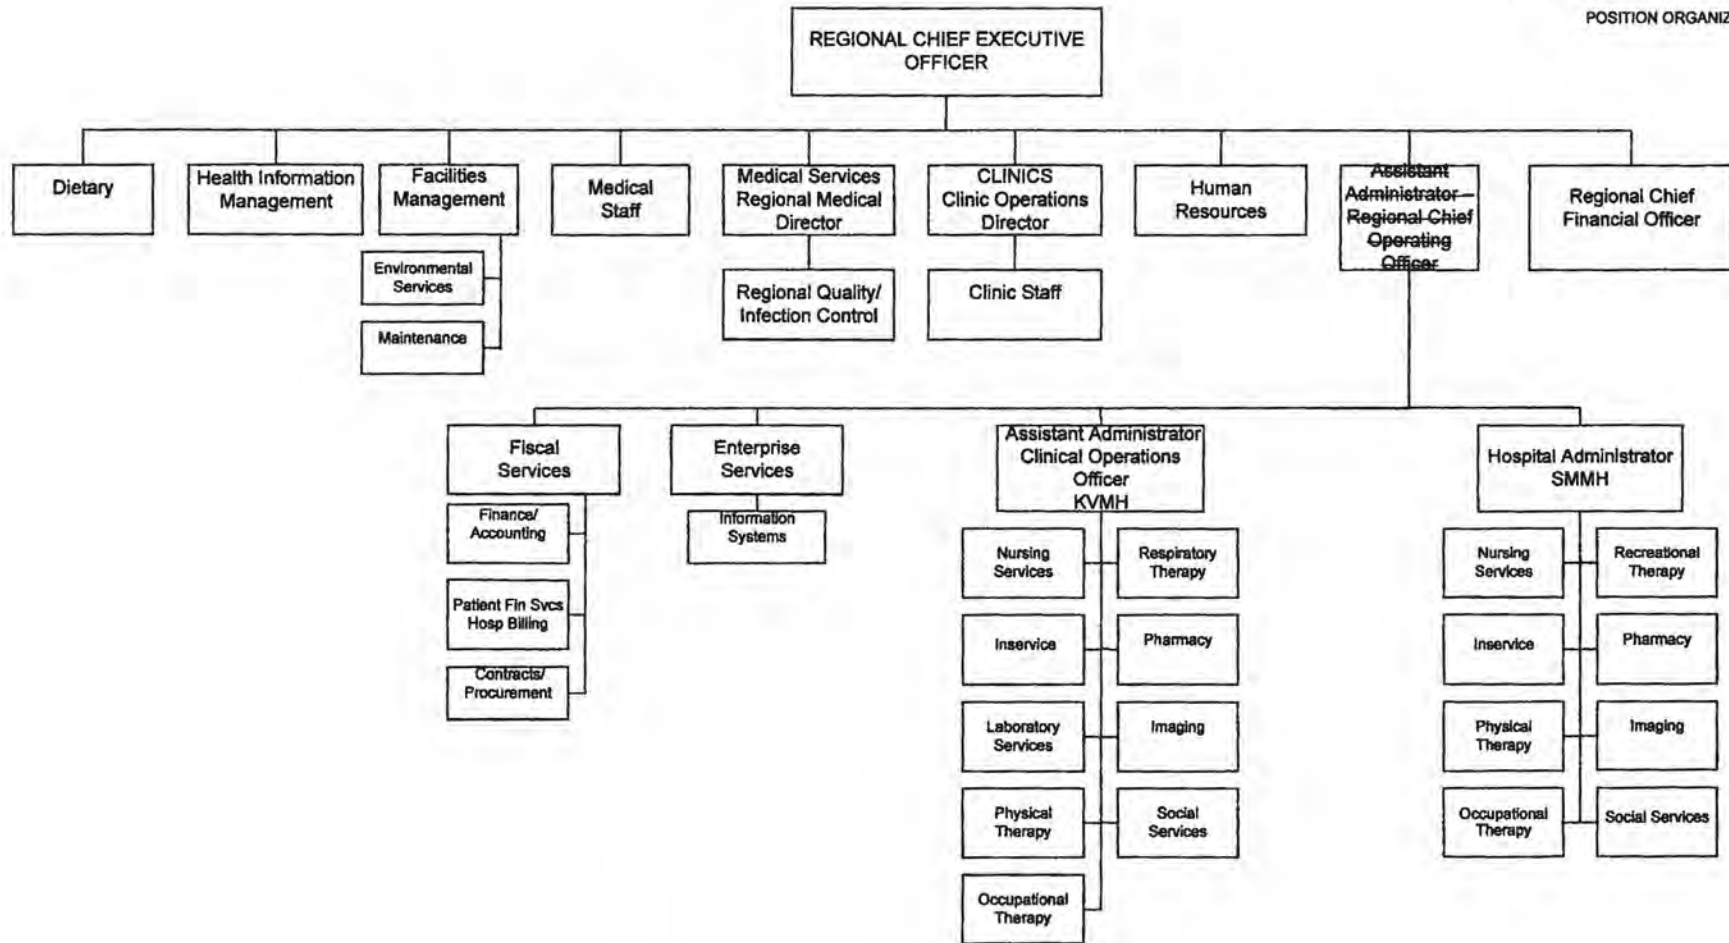 POSITION ORGANIZ
REGIONAL CHIEF EXECUTIVE
OFFICER
Dietary
Health Information
Management
Facilities
Management
Medical
Staff
Medical Services
Regional Medical
Director
CLINICS
Clinic Operations
Director
Human
Resources
Assistant
Administrator –
Regional Chief
Operating
Officer
Regional Chief
Financial Officer
Environmental
Services
Maintenance
Regional Quality/
Infection Control
Clinic Staff
Fiscal
Services
Enterprise
Services
Assistant Administrator
Clinical Operations
Officer
KVMH
Hospital Administrator
SMMH
Finance/
Accounting
Patient Fin Svcs
Hosp Billing
Contracts/
Procurement
Information
Systems
Nursing
Services
Respiratory
Therapy
Inservice
Pharmacy
Laboratory
Services
Imaging
Physical
Therapy
Social
Services
Occupational
Therapy
Nursing
Services
Recreational
Therapy
Inservice
Pharmacy
Physical
Therapy
Imaging
Occupational
Therapy
Social Services